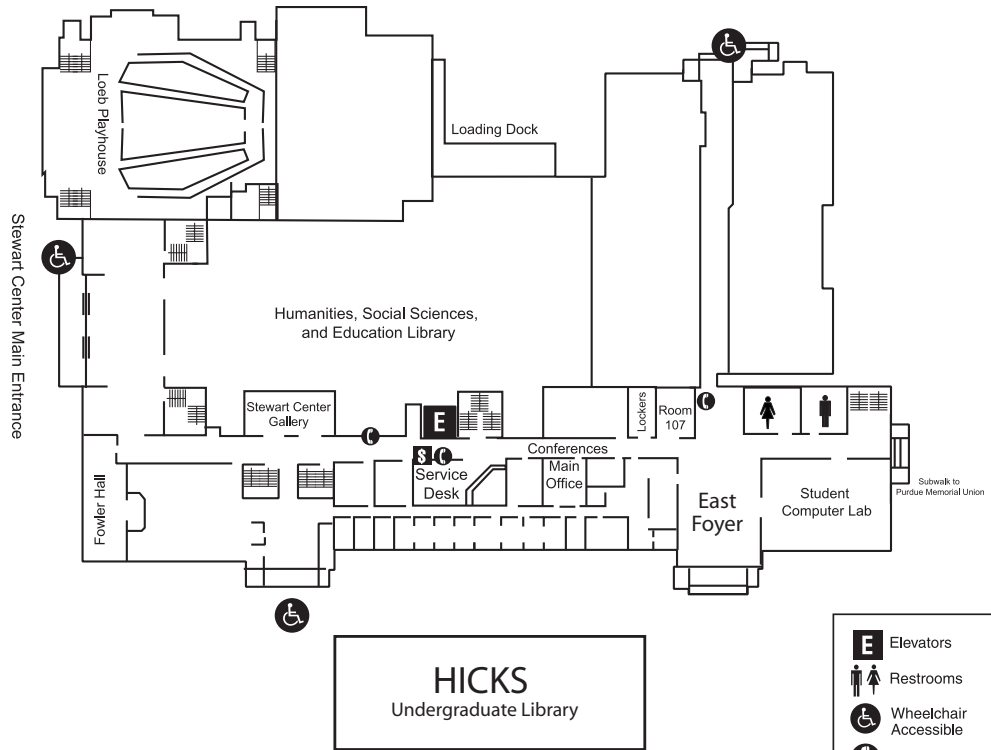 Loeb Playhouse
Loading Dock
Stewart Center Main Entrance
Humanities, Social Sciences,
and Education Library
Stewart Center
Gallery
E
Lockers
Room
107
Conferences
S
Service
Desk
Main
Office
Fowler Hall
East
Foyer
Student
Computer Lab
Subwalk to
Purdue Memorial Union
HICKS
Undergraduate Library
E Elevators
Restrooms
Wheelchair
Accessible